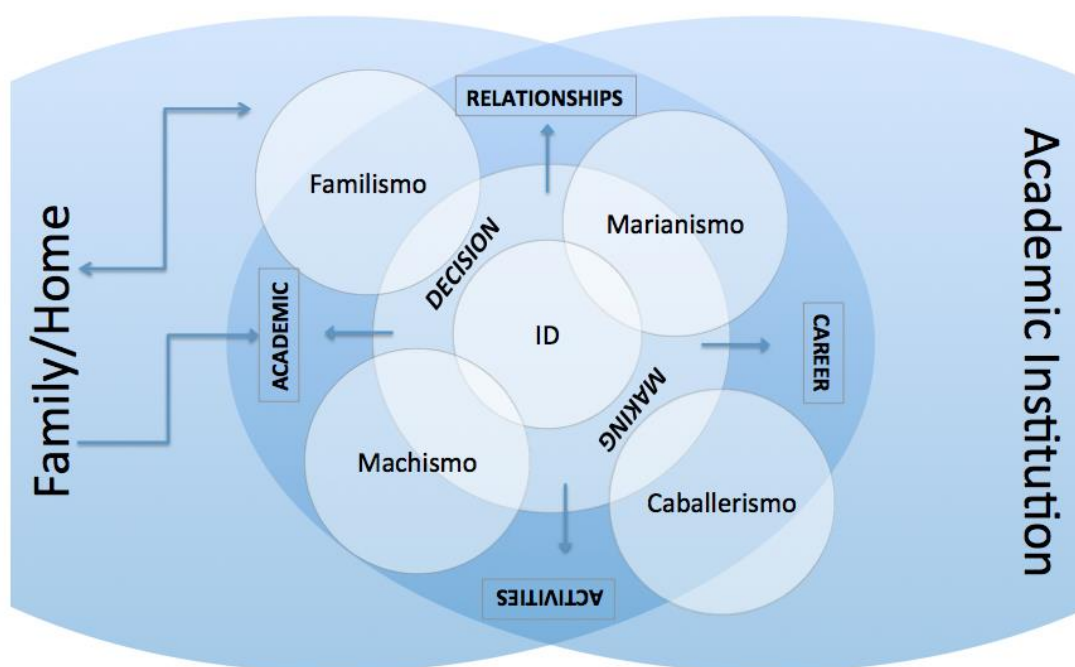 RELATIONSHIPS
Familismo
Marianismo
DECISION
Family/Home
ACADEMIC
ID
CAREER
Academic Institution
MAKING
Machismo
Caballerismo
ACTIVITIES